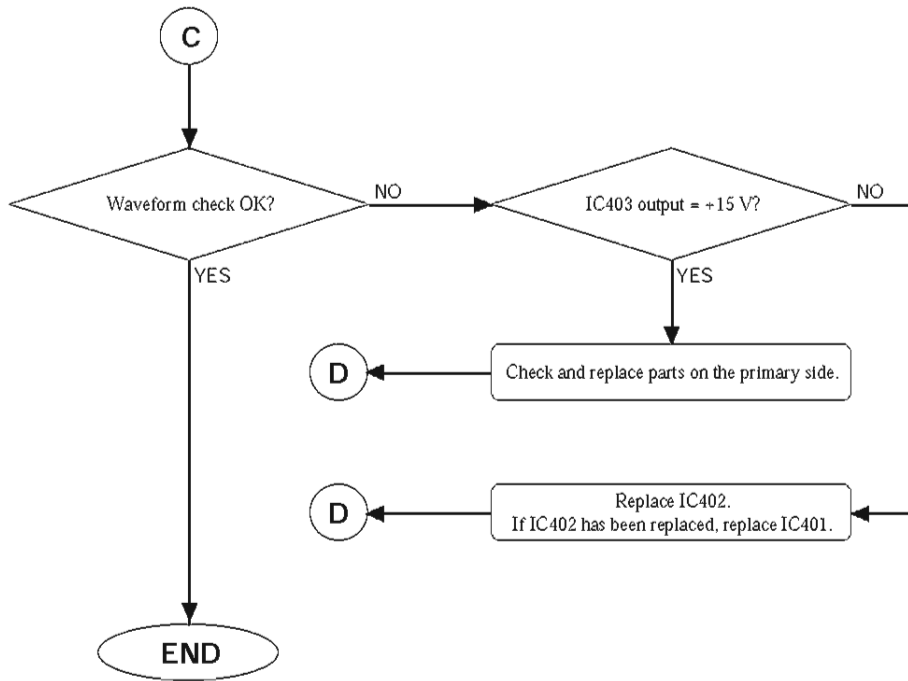 C
Waveform check OK?
NO
IC403 output = +15 V?
NO
YES
YES
D
Check and replace parts on the primary side.
D
Replace IC402.
If IC402 has been replaced, replace IC401.
END